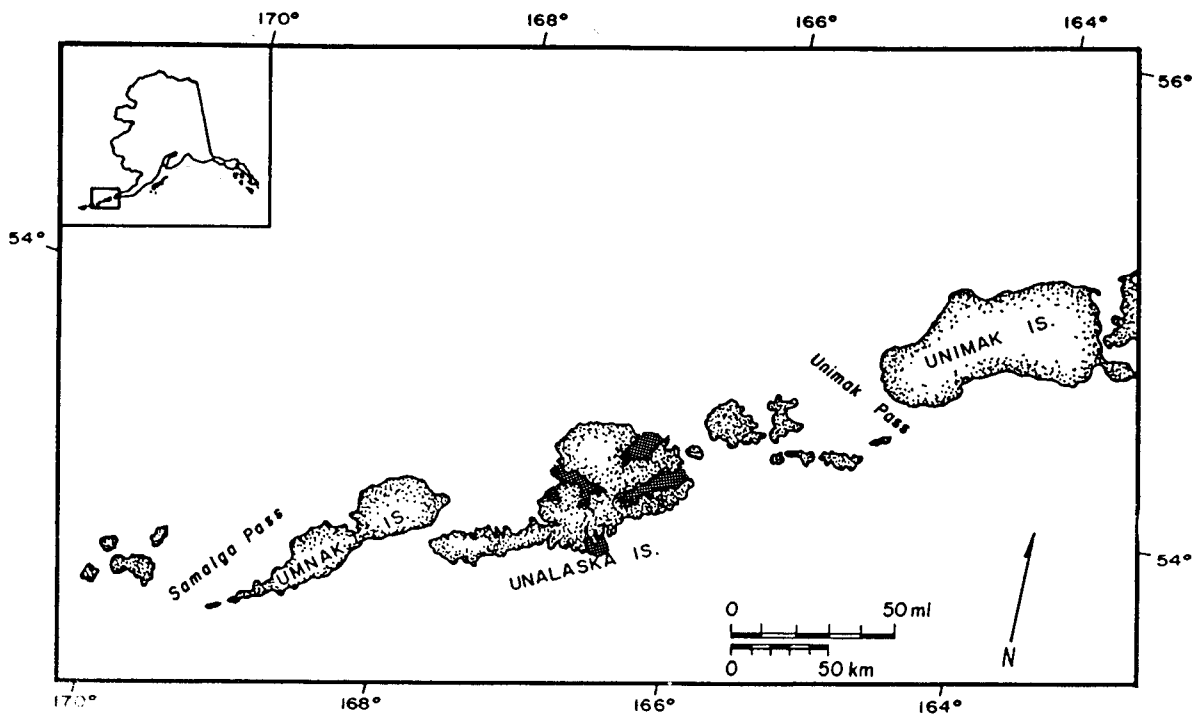 170°
168°
166°
164°
56°
54°
UNIMAK IS.
Unimak Pass
Samalga Pass
UMNAK IS.
UNALASKA IS.
54°
0 50 mi
0 50 km
N
170°
168°
166°
164°